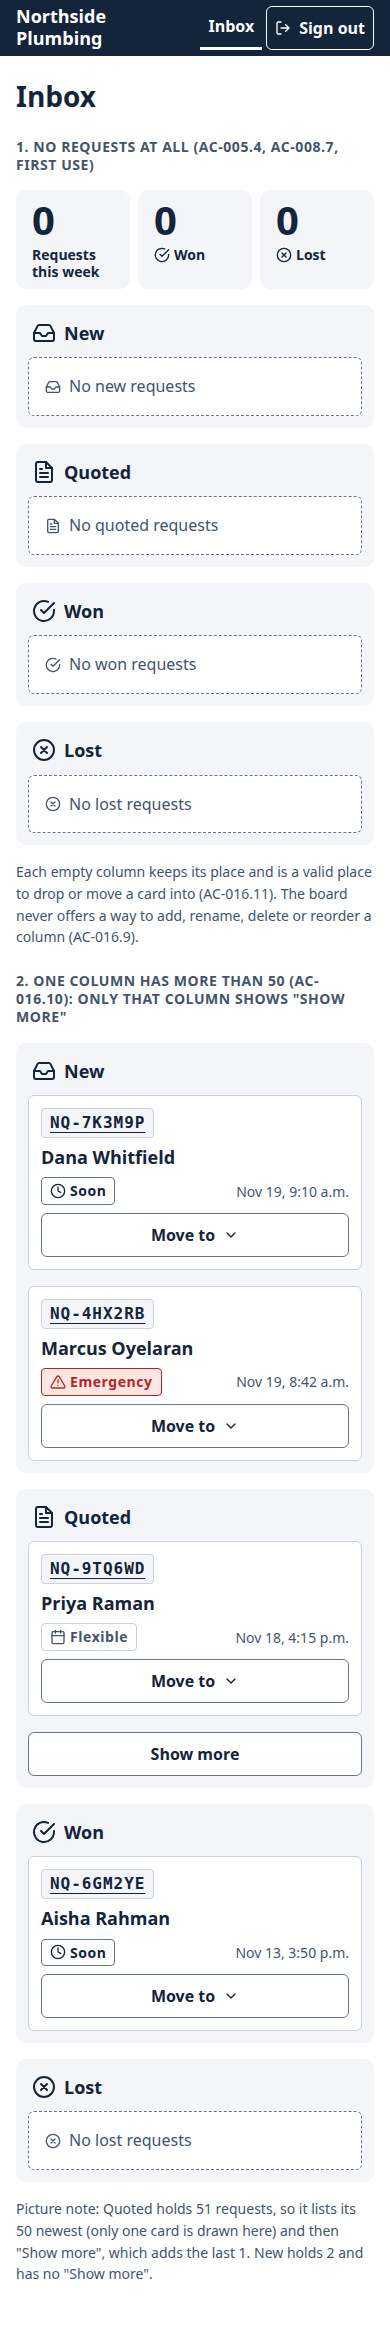 Northside
Plumbing
Inbox
Sign out
Inbox
1. NO REQUESTS AT ALL (AC-005.4, AC-008.7,
FIRST USE)
0
Requests
this week
0
Won
0
Lost
New
No new requests
Quoted
No quoted requests
Won
No won requests
Lost
No lost requests
Each empty column keeps its place and is a valid place
to drop or move a card into (AC-016.11). The board
never offers a way to add, rename, delete or reorder a
column (AC-016.9).
2. ONE COLUMN HAS MORE THAN 50 (AC-
016.10): ONLY THAT COLUMN SHOWS "SHOW
MORE"
New
NQ-7K3M9P
Dana Whitfield
Soon
Nov 19, 9:10 a.m.
Move to
NQ-4HX2RB
Marcus Oyelaran
Emergency
Nov 19, 8:42 a.m.
Move to
Quoted
NQ-9TQ6WD
Priya Raman
Flexible
Nov 18, 4:15 p.m.
Move to
Show more
Won
NQ-6GM2YE
Aisha Rahman
Soon
Nov 13, 3:50 p.m.
Move to
Lost
No lost requests
Picture note: Quoted holds 51 requests, so it lists its
50 newest (only one card is drawn here) and then
"Show more", which adds the last 1. New holds 2 and
has no "Show more".